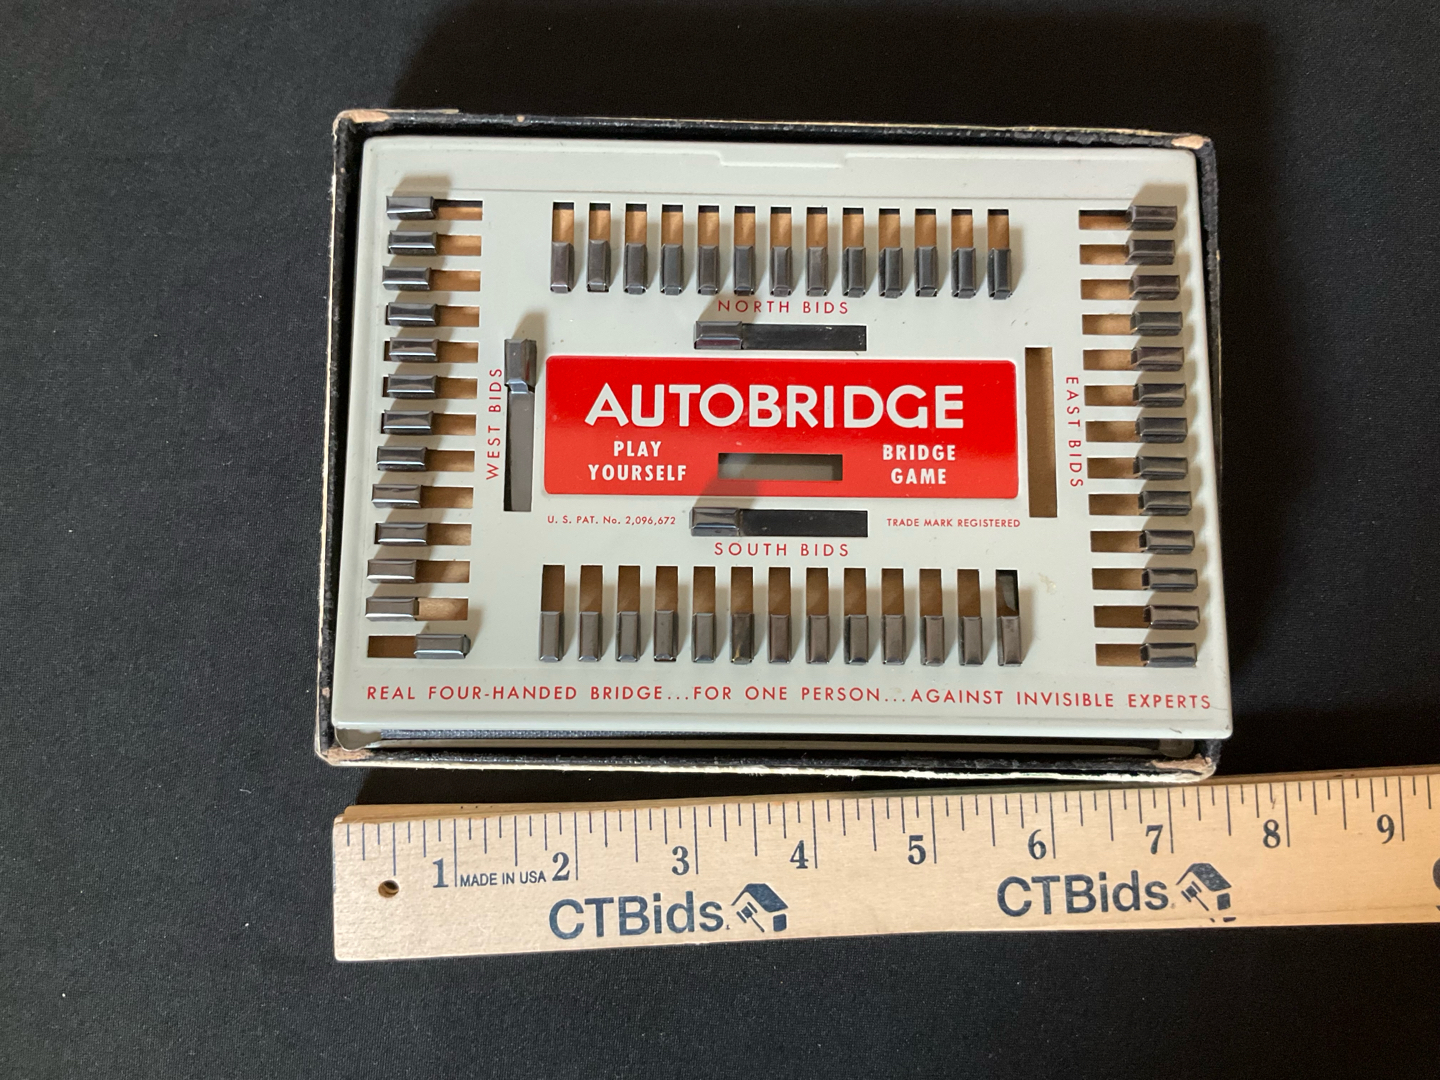 NORTH BIDS
WEST BIDS
AUTOBRIDGE
PLAY YOURSELF
BRIDGE GAME
EAST BIDS
U. S. PAT. No. 2,096,672
TRADE MARK REGISTERED
SOUTH BIDS
REAL FOUR-HANDED BRIDGE...FOR ONE PERSON...AGAINST INVISIBLE EXPERTS
1 2 3 4 5 6 7 8 9
MADE IN USA
CTBids
CTBids